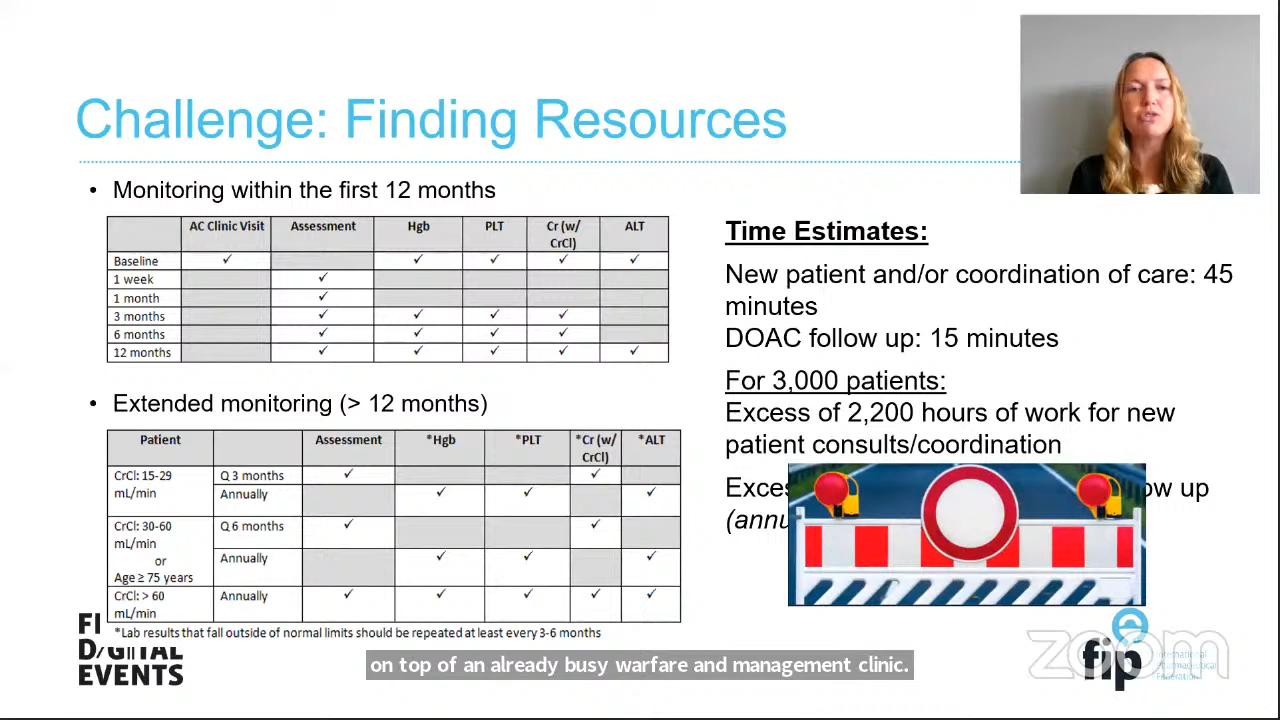 Challenge: Finding Resources
• Monitoring within the first 12 months
AC Clinic Visit Assessment Hgb PLT Cr (w/ CrCl) ALT
Baseline ✓ ✓ ✓ ✓ ✓
1 week ✓
1 month ✓
3 months ✓ ✓ ✓ ✓
6 months ✓ ✓ ✓ ✓
12 months ✓ ✓ ✓ ✓ ✓
• Extended monitoring (> 12 months)
Patient Assessment *Hgb *PLT *Cr (w/ CrCl) *ALT
CrCl: 15-29 mL/min Q 3 months ✓ ✓
Annually ✓ ✓ ✓
CrCl: 30-60 mL/min or Age ≥ 75 years Q 6 months ✓ ✓
Annually ✓ ✓ ✓
CrCl: > 60 mL/min Annually ✓ ✓ ✓ ✓ ✓
*Lab results that fall outside of normal limits should be repeated at least every 3-6 months
Time Estimates:
New patient and/or coordination of care: 45
minutes
DOAC follow up: 15 minutes
For 3,000 patients:
Excess of 2,200 hours of work for new
patient consults/coordination
up
FI
DIGITAL
EVENTS
on top of an already busy warfare and management clinic.
zoom
fip
International
Pharmaceutical
Federation